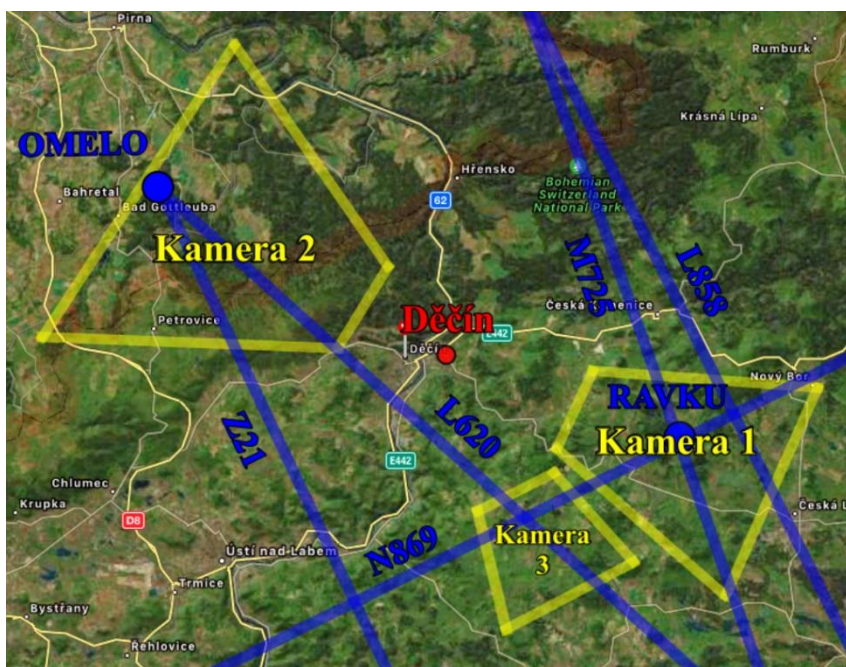 Pirna
Rumburk
Krásná Lípa
OMELO
Hřensko
Bahretal
Bohemian
Switzerland
National Park
62
Bad Gottleuba
Kamera 2
M725
L858
Petrovice
Děčín
Česká Kamenice
E442
Děčí
Nový Bor
RAVKU
Z21
L620
Kamera 1
E442
Chlumec
Krupka
Česká L
D8
Kamera
3
N869
Ústí nad Labem
Trmice
Bystřany
Řehlovice